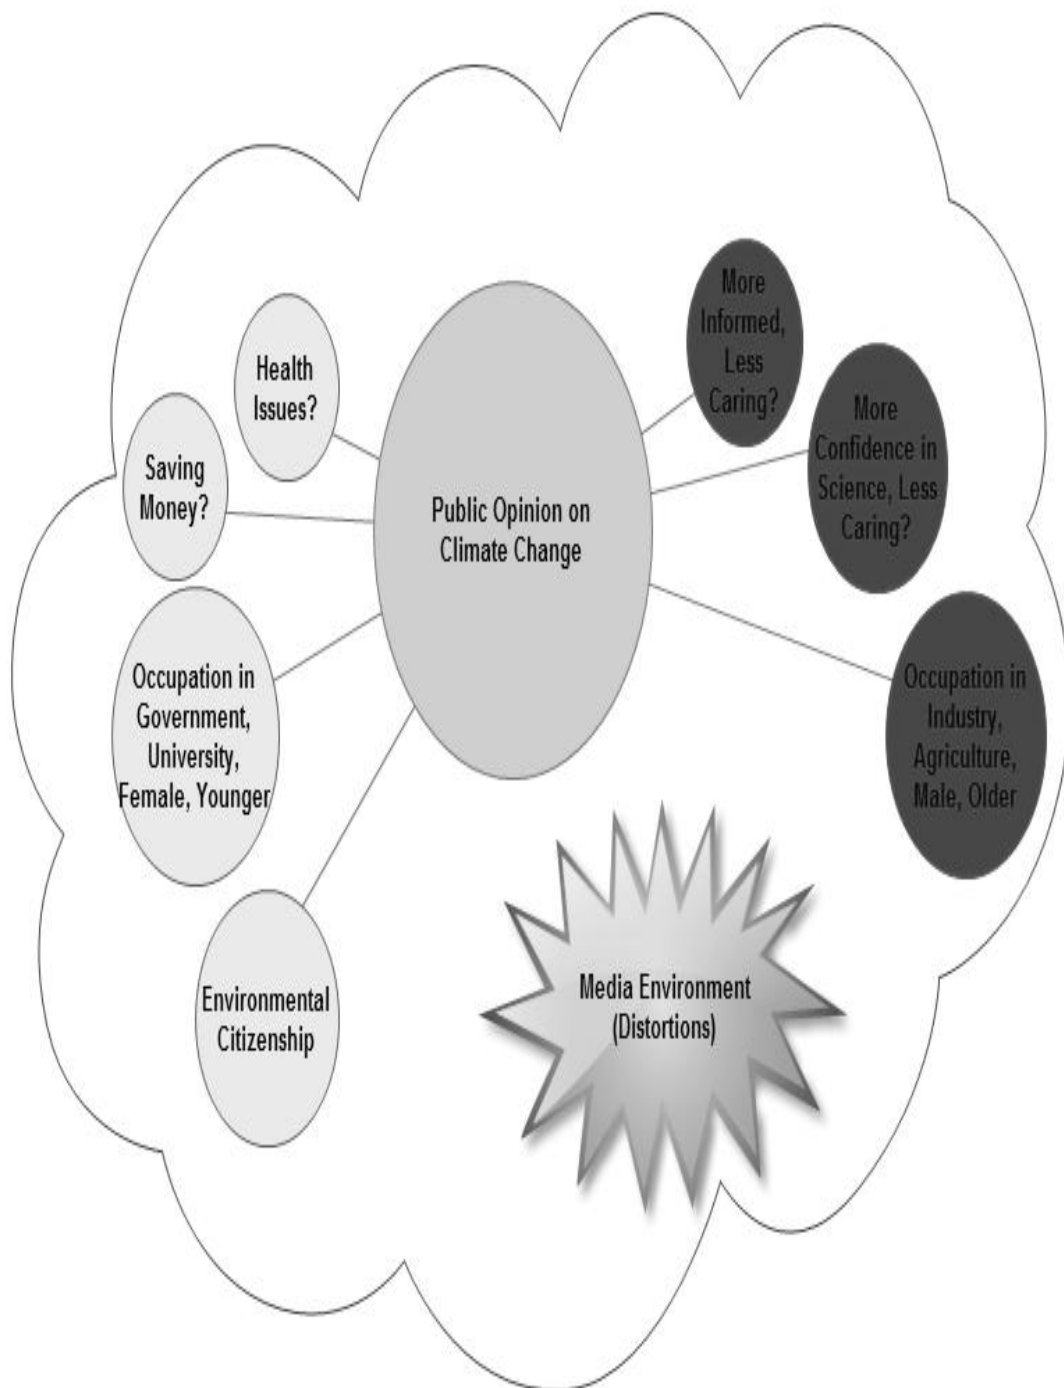 Health
Issues?
Saving
Money?
Occupation in
Government,
University,
Female, Younger
Environmental
Citizenship
Public Opinion on
Climate Change
More
Informed,
Less
Caring?
More
Confidence in
Science, Less
Caring?
Occupation in
Industry,
Agriculture,
Male, Older
Media Environment
(Distortions)